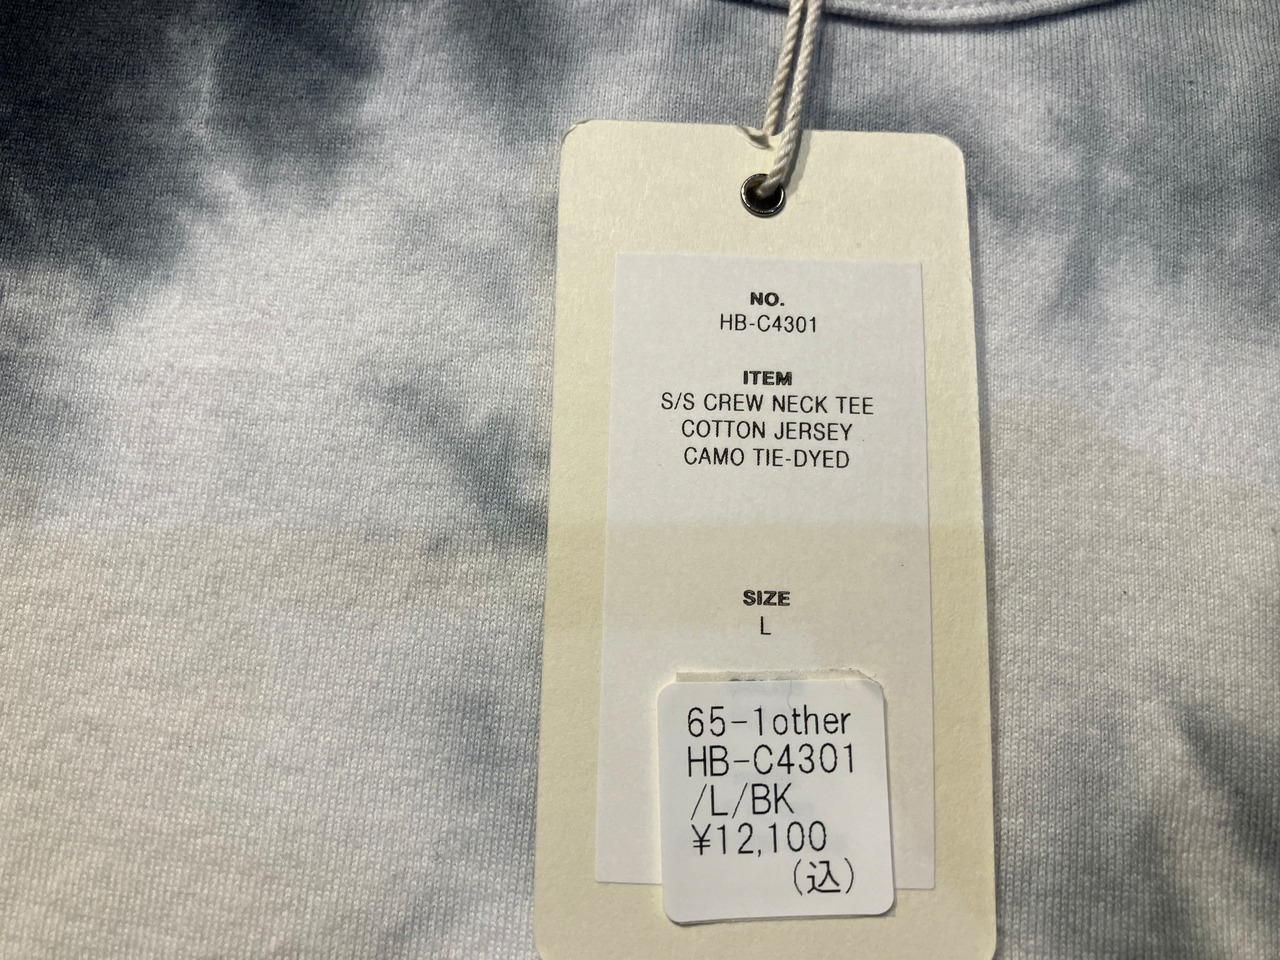 NO.
HB-C4301
ITEM
S/S CREW NECK TEE
COTTON JERSEY
CAMO TIE-DYED
SIZE
L
65-1other
HB-C4301
/L/BK
¥12,100
(込)